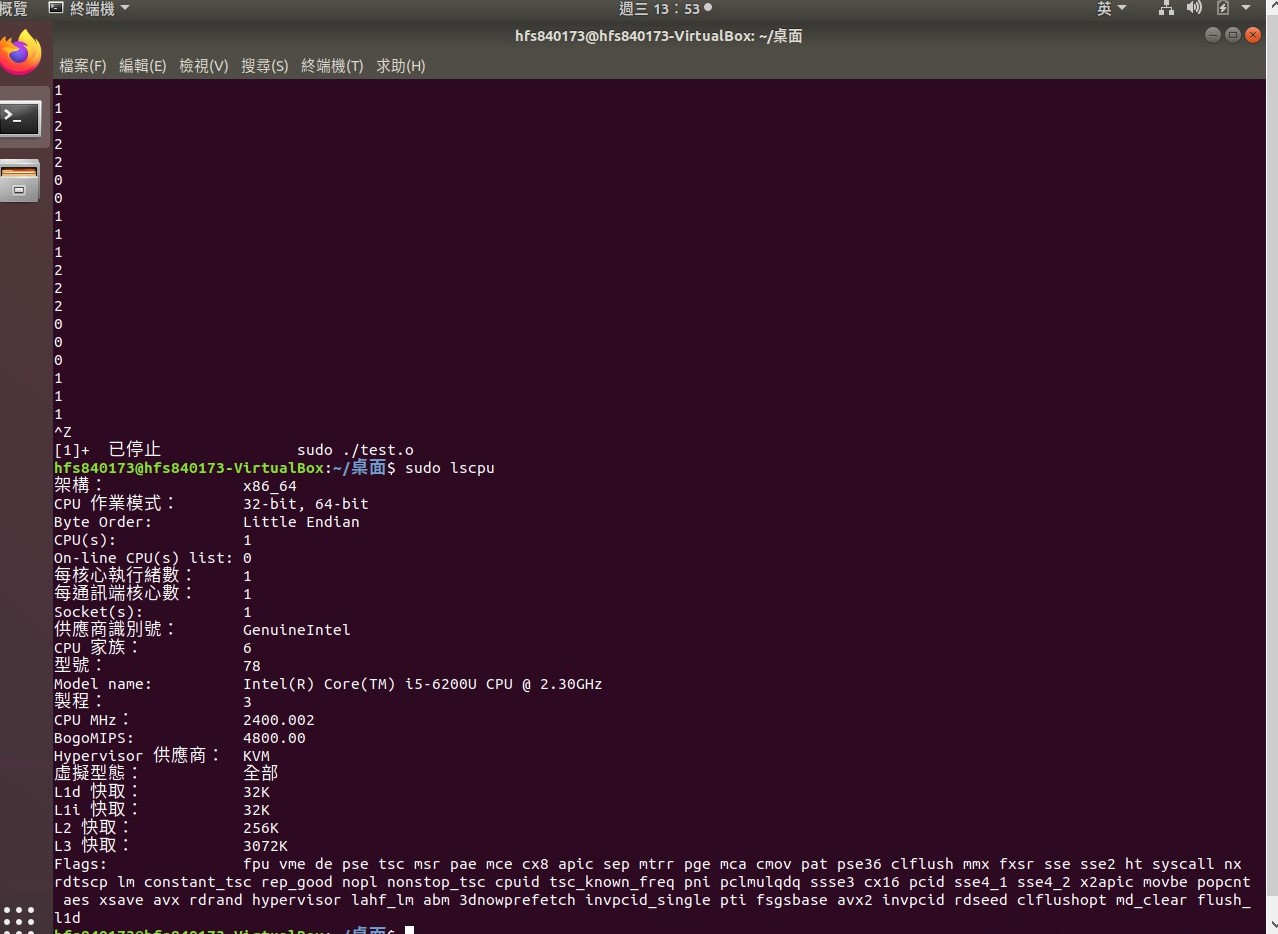 概覽 終端機 週三 13：53 英
hfs840173@hfs840173-VirtualBox: ~/桌面
檔案(F) 編輯(E) 檢視(V) 搜尋(S) 終端機(T) 求助(H)
1
1
2
2
2
0
0
1
1
1
2
2
2
0
0
0
1
1
1
^Z
[1]+ 已停止 sudo ./test.o
hfs840173@hfs840173-VirtualBox:~/桌面$ sudo lscpu
架構： x86_64
CPU 作業模式： 32-bit, 64-bit
Byte Order: Little Endian
CPU(s): 1
On-line CPU(s) list: 0
每核心執行緒數： 1
每通訊端核心數： 1
Socket(s): 1
供應商識別號： GenuineIntel
CPU 家族： 6
型號： 78
Model name: Intel(R) Core(TM) i5-6200U CPU @ 2.30GHz
製程： 3
CPU MHz： 2400.002
BogoMIPS: 4800.00
Hypervisor 供應商： KVM
虛擬型態： 全部
L1d 快取： 32K
L1i 快取： 32K
L2 快取： 256K
L3 快取： 3072K
Flags: fpu vme de pse tsc msr pae mce cx8 apic sep mtrr pge mca cmov pat pse36 clflush mmx fxsr sse sse2 ht syscall nx
rdtscp lm constant_tsc rep_good nopl nonstop_tsc cpuid tsc_known_freq pni pclmulqdq ssse3 cx16 pcid sse4_1 sse4_2 x2apic movbe popcnt
aes xsave avx rdrand hypervisor lahf_lm abm 3dnowprefetch invpcid_single pti fsgsbase avx2 invpcid rdseed clflushopt md_clear flush_
l1d
hfs840173@hfs840173-VirtualBox:~/桌面$